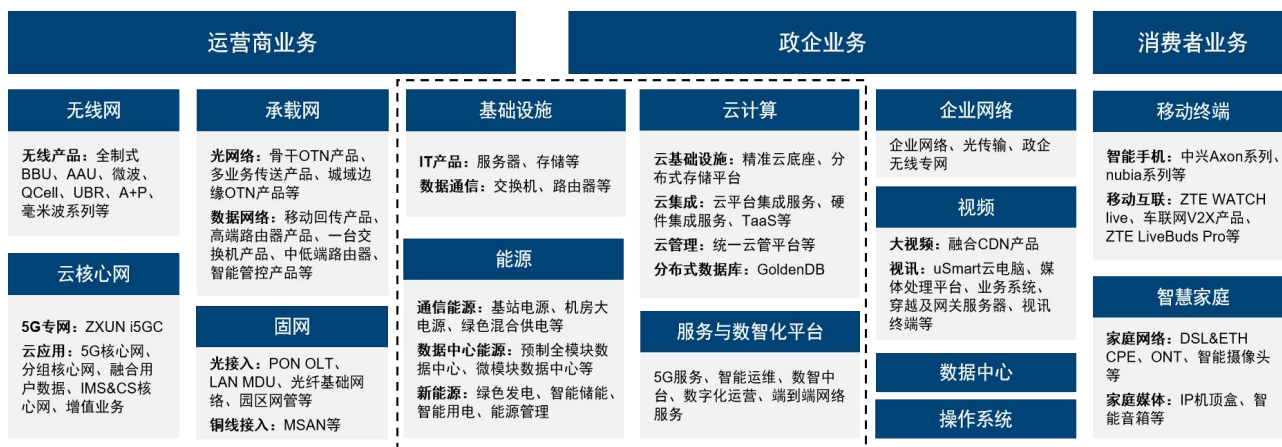 运营商业务
政企业务
消费者业务
无线网
无线产品：全制式
BBU、AAU、微波、
QCell、UBR、A+P、
毫米波系列等
云核心网
5G专网：ZXUN i5GC
云应用：5G核心网、
分组核心网、融合用
户数据、IMS&CS核
心网、增值业务
承载网
光网络：骨干OTN产品、
多业务传送产品、城域边
缘OTN产品等
数据网络：移动回传产品、
高端路由器产品、一台交
换机产品、中低端路由器、
智能管控产品等
固网
光接入：PON OLT、
LAN MDU、光纤基础网
络、园区网管等
铜线接入：MSAN等
基础设施
IT产品：服务器、存储等
数据通信：交换机、路由器等
能源
通信能源：基站电源、机房大
电源、绿色混合供电等
数据中心能源：预制全模块数
据中心、微模块数据中心等
新能源：绿色发电、智能储能、
智能用电、能源管理
云计算
云基础设施：精准云底座、分
布式存储平台
云集成：云平台集成服务、硬
件集成服务、TaaS等
云管理：统一云管平台等
分布式数据库：GoldenDB
服务与数智化平台
5G服务、智能运维、数智中
台、数字化运营、端到端网络
服务
企业网络
企业网络、光传输、政企
无线专网
视频
大视频：融合CDN产品
视讯：uSmart云电脑、媒
体处理平台、业务系统、
穿越及网关服务器、视讯
终端等
数据中心
操作系统
移动终端
智能手机：中兴Axon系列、
nubia系列等
移动互联：ZTE WATCH
live、车联网V2X产品、
ZTE LiveBuds Pro等
智慧家庭
家庭网络：DSL&ETH
CPE、ONT、智能摄像头
等
家庭媒体：IP机顶盒、智
能音箱等